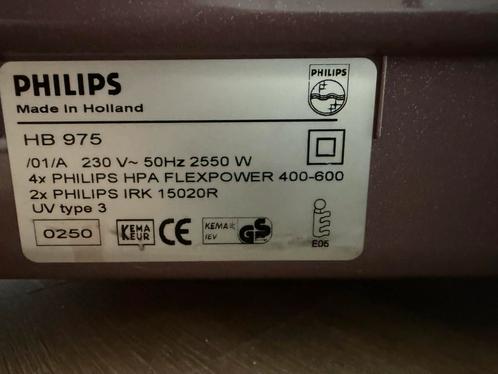 PHILIPS
Made in Holland
PHILIPS
HB 975
/01/A 230 V~ 50Hz 2550 W
4x PHILIPS HPA FLEXPOWER 400-600
2x PHILIPS IRK 15020R
UV type 3
0250
KEMA KEUR
CE
KEMA IEV
GS
E05